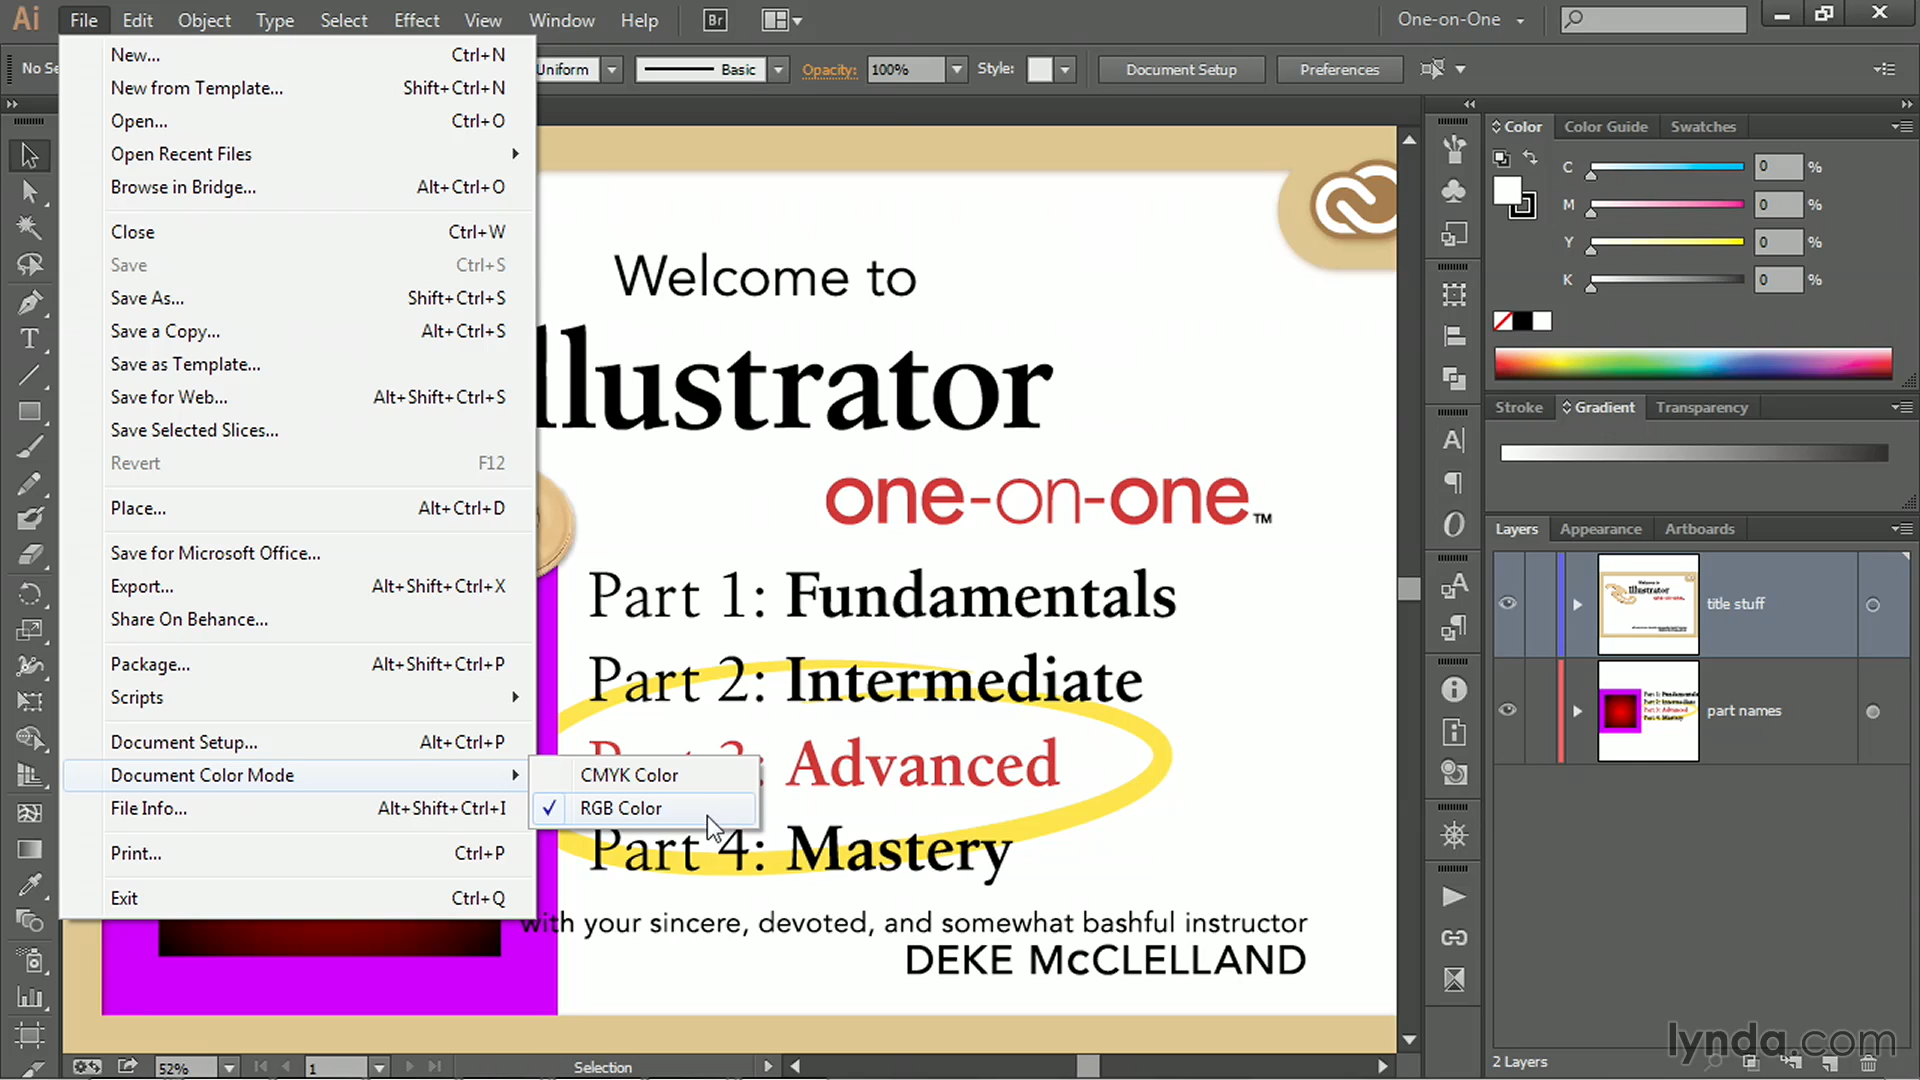 Ai File Edit Object Type Select Effect View Window Help Br One-on-One
No Se Uniform Basic Opacity: 100% Style: Document Setup Preferences
New... Ctrl+N
New from Template... Shift+Ctrl+N
Open... Ctrl+O
Open Recent Files
Browse in Bridge... Alt+Ctrl+O
Close Ctrl+W
Save Ctrl+S
Save As... Shift+Ctrl+S
Save a Copy... Alt+Ctrl+S
Save as Template...
Save for Web... Alt+Shift+Ctrl+S
Save Selected Slices...
Revert F12
Place... Alt+Ctrl+D
Save for Microsoft Office...
Export... Alt+Shift+Ctrl+X
Share On Behance...
Package... Alt+Shift+Ctrl+P
Scripts
Document Setup... Alt+Ctrl+P
Document Color Mode
File Info... Alt+Shift+Ctrl+I
Print... Ctrl+P
Exit Ctrl+Q
CMYK Color
RGB Color
Welcome to
Illustrator
one-on-one™
Part 1: Fundamentals
Part 2: Intermediate
Part 3: Advanced
Part 4: Mastery
with your sincere, devoted, and somewhat bashful instructor
DEKE McCLELLAND
Color Color Guide Swatches
C 0 %
M 0 %
Y 0 %
K 0 %
Stroke Gradient Transparency
Layers Appearance Artboards
title stuff
part names
2 Layers
52% 1 Selection
lynda.com